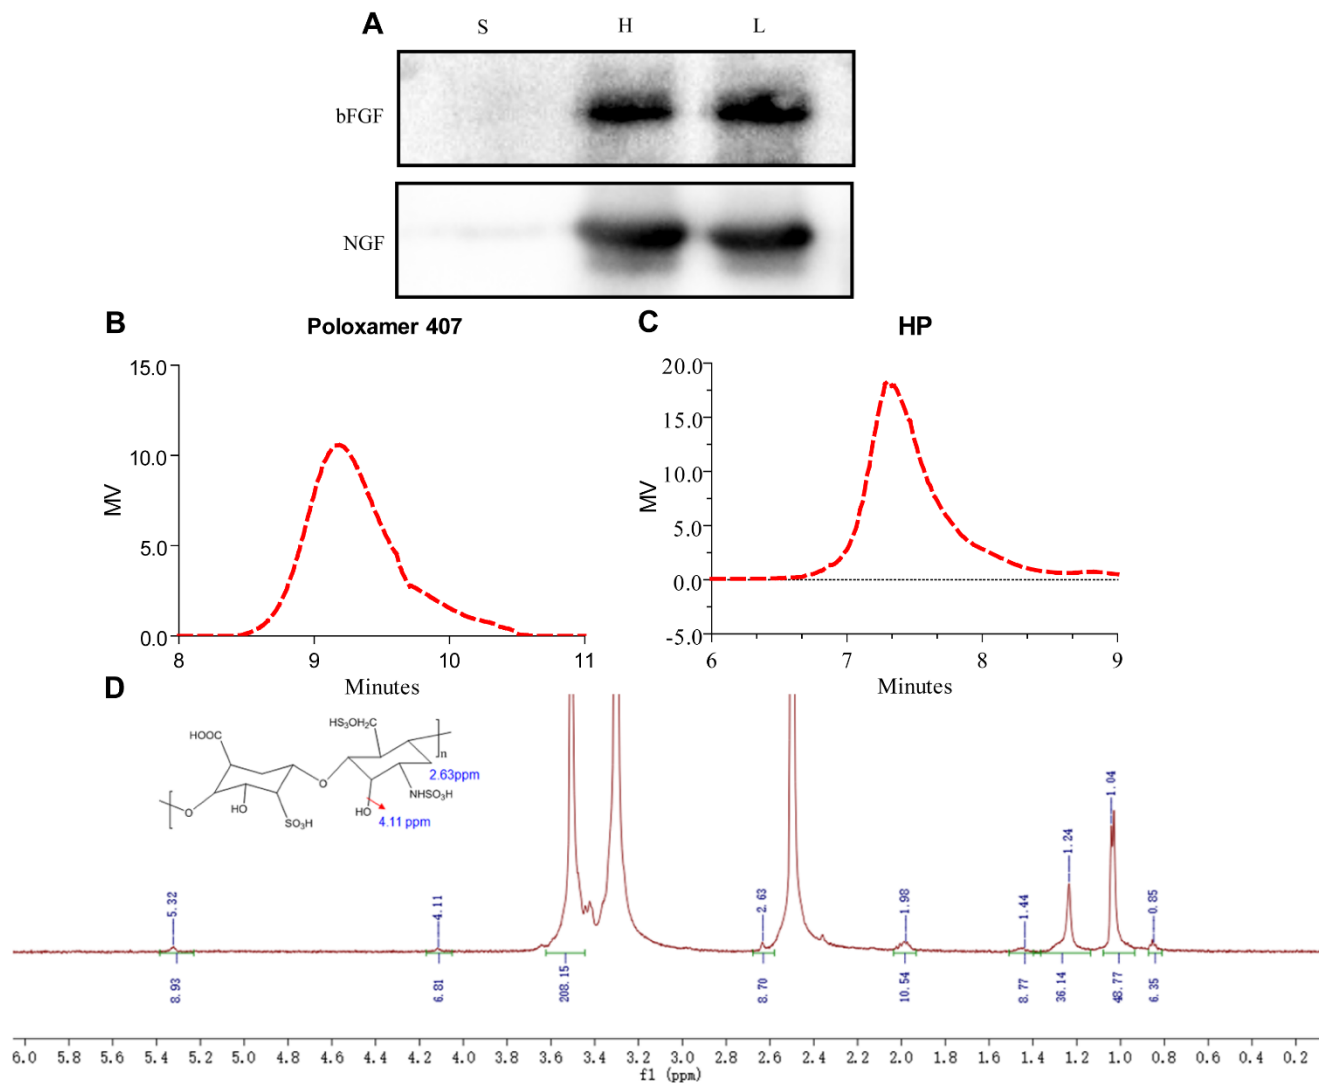 A
S H L
bFGF
NGF
B
Poloxamer 407
15.0
10.0
5.0
0.0
MV
8 9 10 11
Minutes
C
HP
20.0
15.0
10.0
5.0
0.0
-5.0
MV
6 7 8 9
Minutes
D
HOOC
HO
SO₃H
O
O
HS₃OH₂C
n
2.63ppm
NHSO₃H
HO
4.11 ppm
5.32 4.11 2.63 1.98 1.44 1.24 1.04 0.85
8.93 6.81 208.15 8.70 10.54 8.77 36.14 48.77 6.35
6.0 5.8 5.6 5.4 5.2 5.0 4.8 4.6 4.4 4.2 4.0 3.8 3.6 3.4 3.2 3.0 2.8 2.6 2.4 2.2 2.0 1.8 1.6 1.4 1.2 1.0 0.8 0.6 0.4 0.2
f1 (ppm)